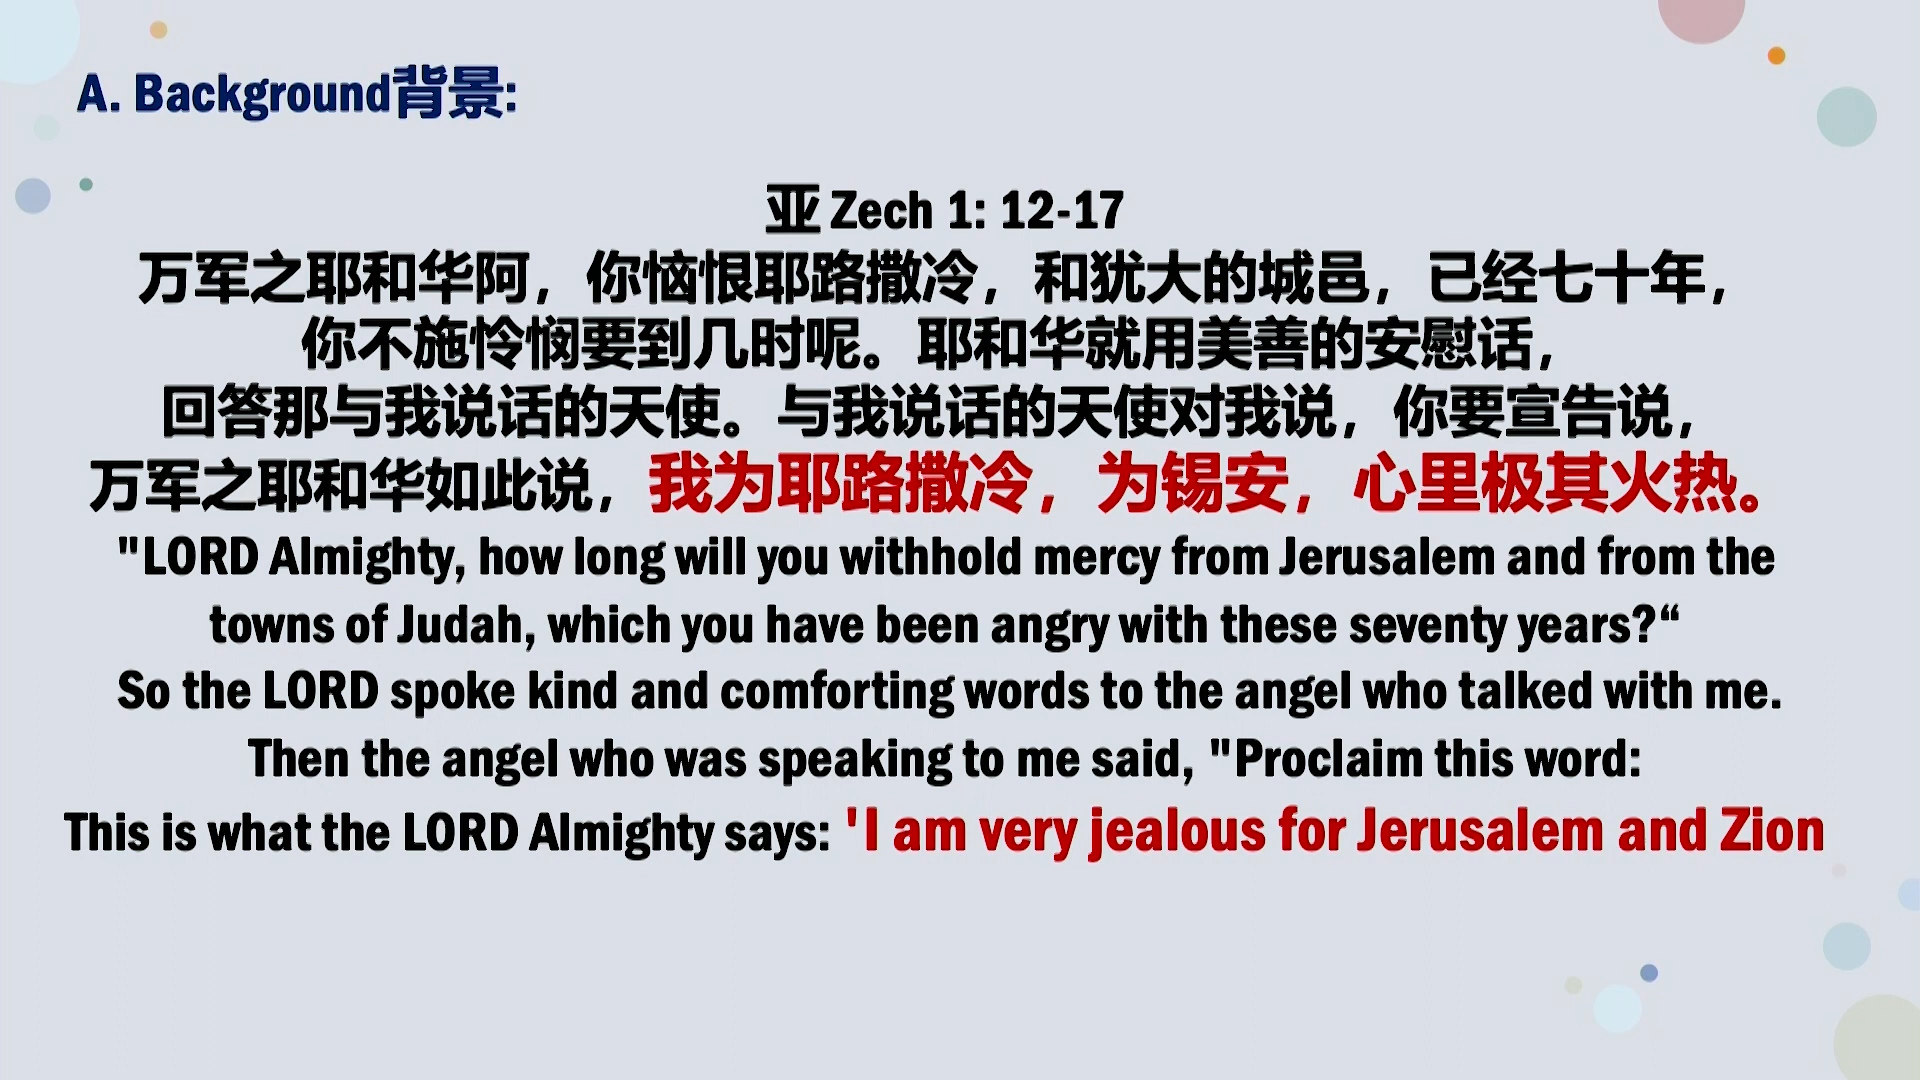 A. Background背景:
亚 Zech 1: 12-17
万军之耶和华阿，你恼恨耶路撒冷，和犹大的城邑，已经七十年，
你不施怜悯要到几时呢。耶和华就用美善的安慰话，
回答那与我说话的天使。与我说话的天使对我说，你要宣告说，
万军之耶和华如此说，我为耶路撒冷，为锡安，心里极其火热。
"LORD Almighty, how long will you withhold mercy from Jerusalem and from the
towns of Judah, which you have been angry with these seventy years?“
So the LORD spoke kind and comforting words to the angel who talked with me.
Then the angel who was speaking to me said, "Proclaim this word:
This is what the LORD Almighty says: 'I am very jealous for Jerusalem and Zion